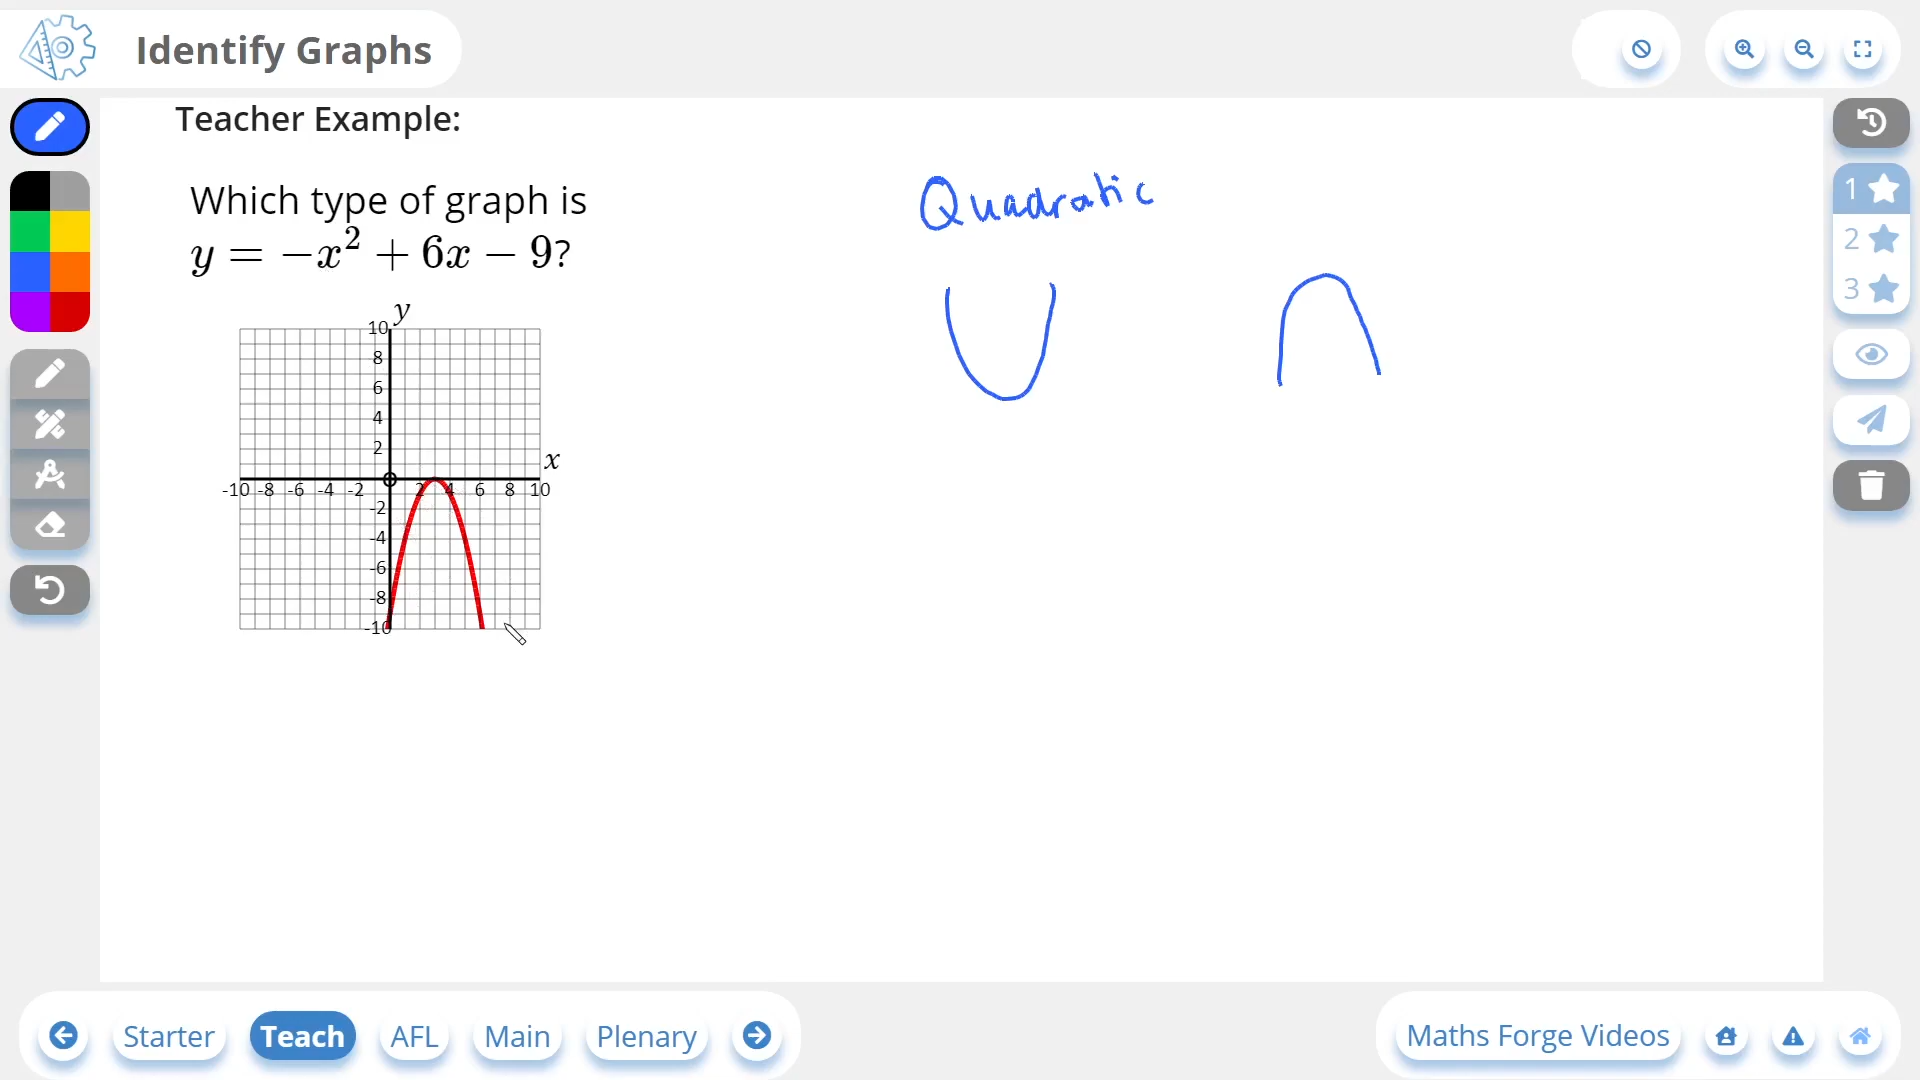 Identify Graphs
Teacher Example:
Which type of graph is
y = −x² + 6x − 9?
Quadratic
y
10
8
6
4
2
x
-10 -8 -6 -4 -2 2 4 6 8 10
-2
-4
-6
-8
-10
1
2
3
Starter Teach AFL Main Plenary
Maths Forge Videos